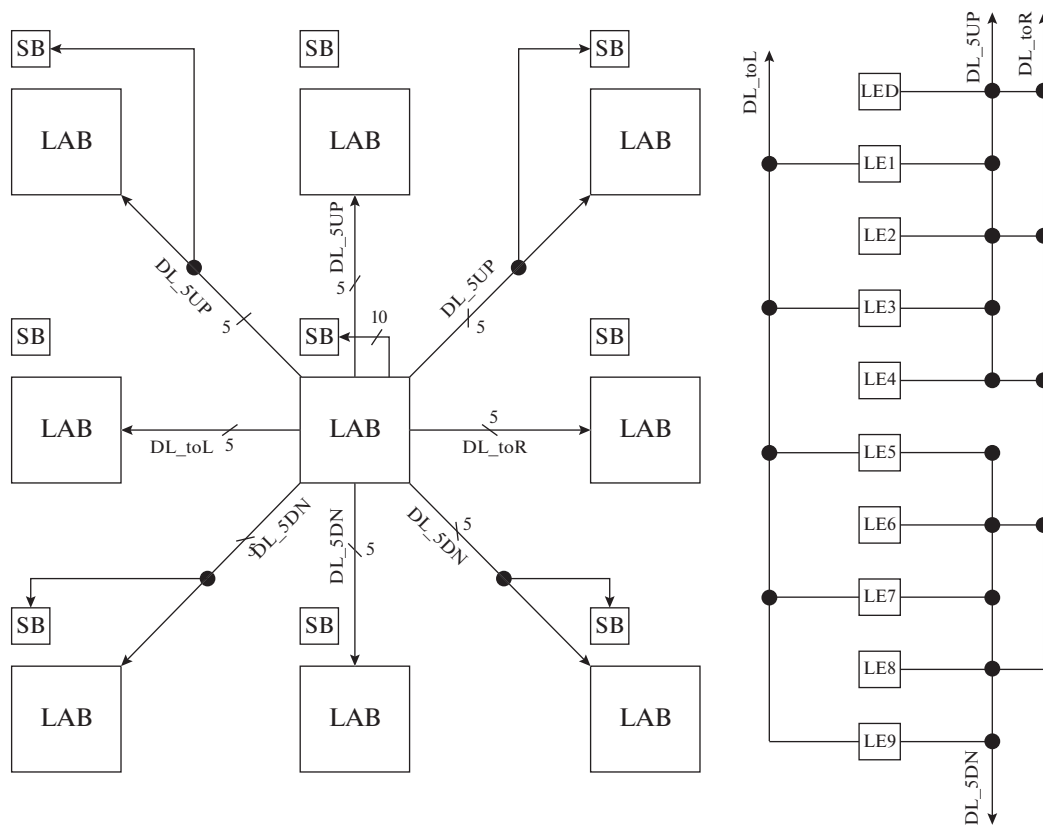 SB
SB
SB
LAB
LAB
LAB
DL_5UP
5
DL_5UP
5
DL_5UP
5
SB
SB
10
SB
LAB
DL_toL
5
LAB
5
DL_toR
LAB
DL_5DN
5
DL_5DN
5
DL_5DN
5
SB
SB
SB
LAB
LAB
LAB
DL_toL
DL_5UP
DL_toR
LED
LE1
LE2
LE3
LE4
LE5
LE6
LE7
LE8
LE9
DL_5DN